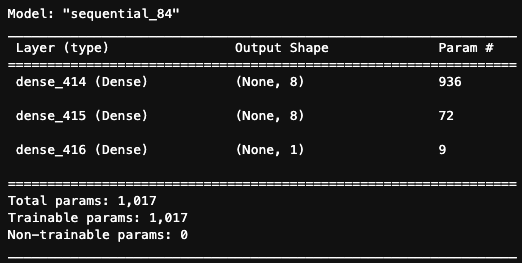 Model: "sequential_84"
Layer (type) Output Shape Param #
dense_414 (Dense) (None, 8) 936
dense_415 (Dense) (None, 8) 72
dense_416 (Dense) (None, 1) 9
Total params: 1,017
Trainable params: 1,017
Non-trainable params: 0